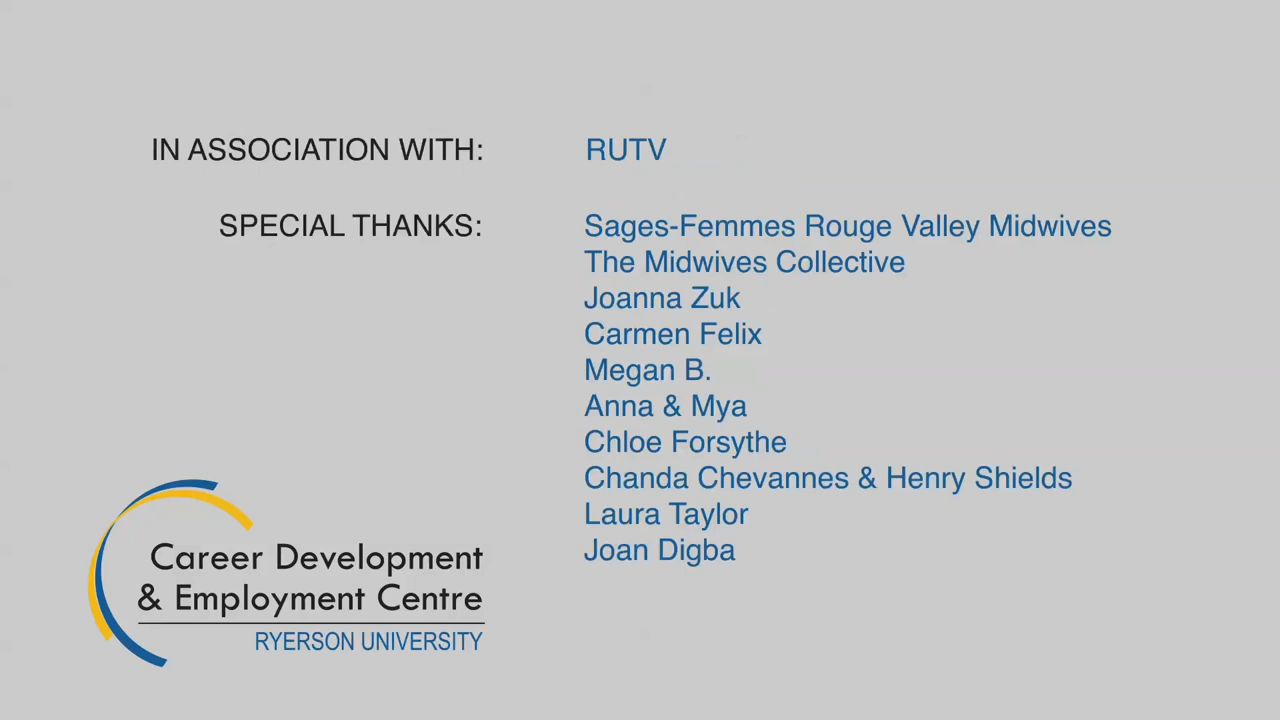 IN ASSOCIATION WITH: RUTV
SPECIAL THANKS: Sages-Femmes Rouge Valley Midwives
The Midwives Collective
Joanna Zuk
Carmen Felix
Megan B.
Anna & Mya
Chloe Forsythe
Chanda Chevannes & Henry Shields
Laura Taylor
Joan Digba
Career Development
& Employment Centre
RYERSON UNIVERSITY